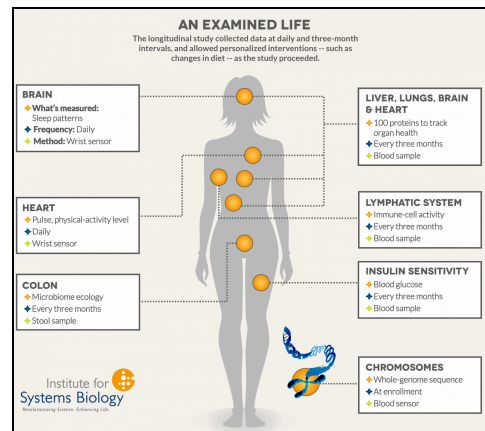 AN EXAMINED LIFE
The longitudinal study collected data at daily and three-month
intervals, and allowed personalized interventions -- such as
changes in diet -- as the study proceeded.
BRAIN
What's measured:
Sleep patterns
Frequency: Daily
Method: Wrist sensor
HEART
Pulse, physical-activity level
Daily
Wrist sensor
COLON
Microbiome ecology
Every three months
Stool sample
LIVER, LUNGS, BRAIN
& HEART
100 proteins to track
organ health
Every three months
Blood sample
LYMPHATIC SYSTEM
Immune-cell activity
Every three months
Blood sample
INSULIN SENSITIVITY
Blood glucose
Every three months
Blood sample
CHROMOSOMES
Whole-genome sequence
At enrollment
Blood sensor
Institute for
Systems Biology
Revolutionizing Science. Enhancing Life.